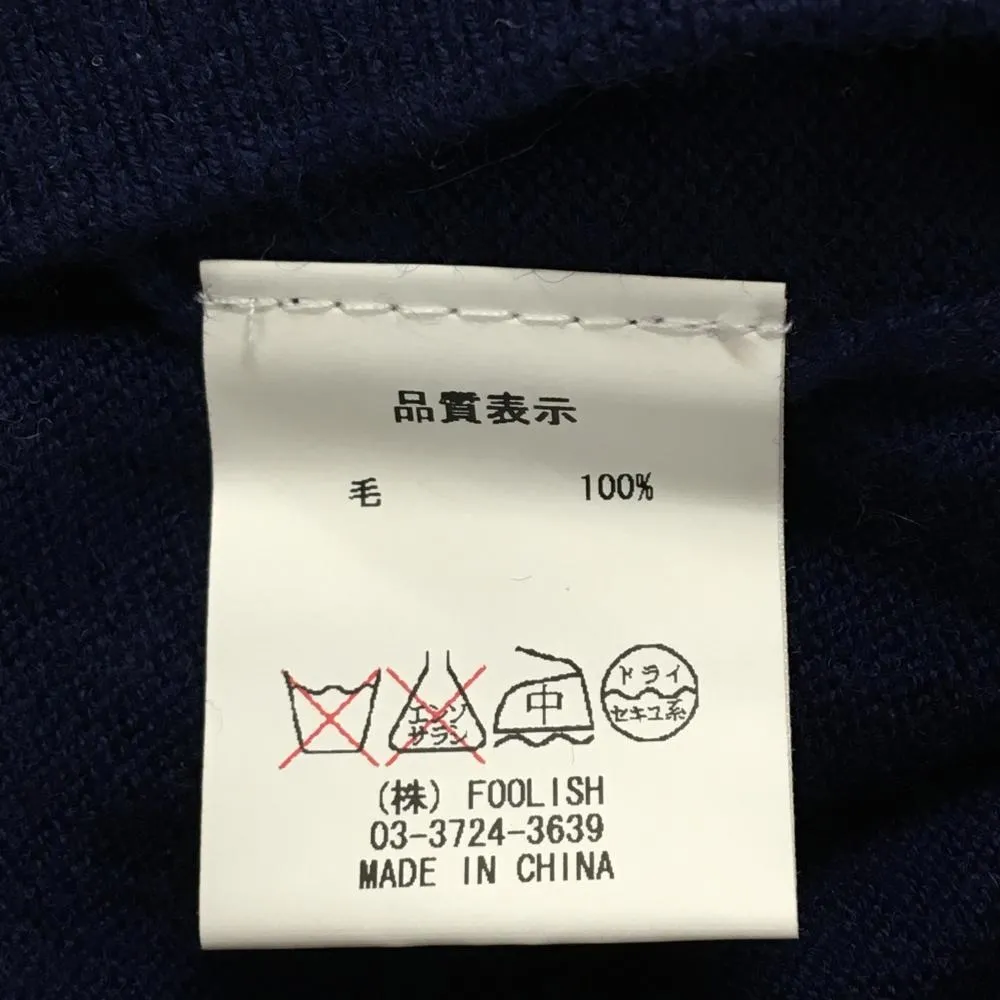 品質表示
毛 100%
エンソ
サラシ
中
ドライ
セキユ系
(株) FOOLISH
03-3724-3639
MADE IN CHINA